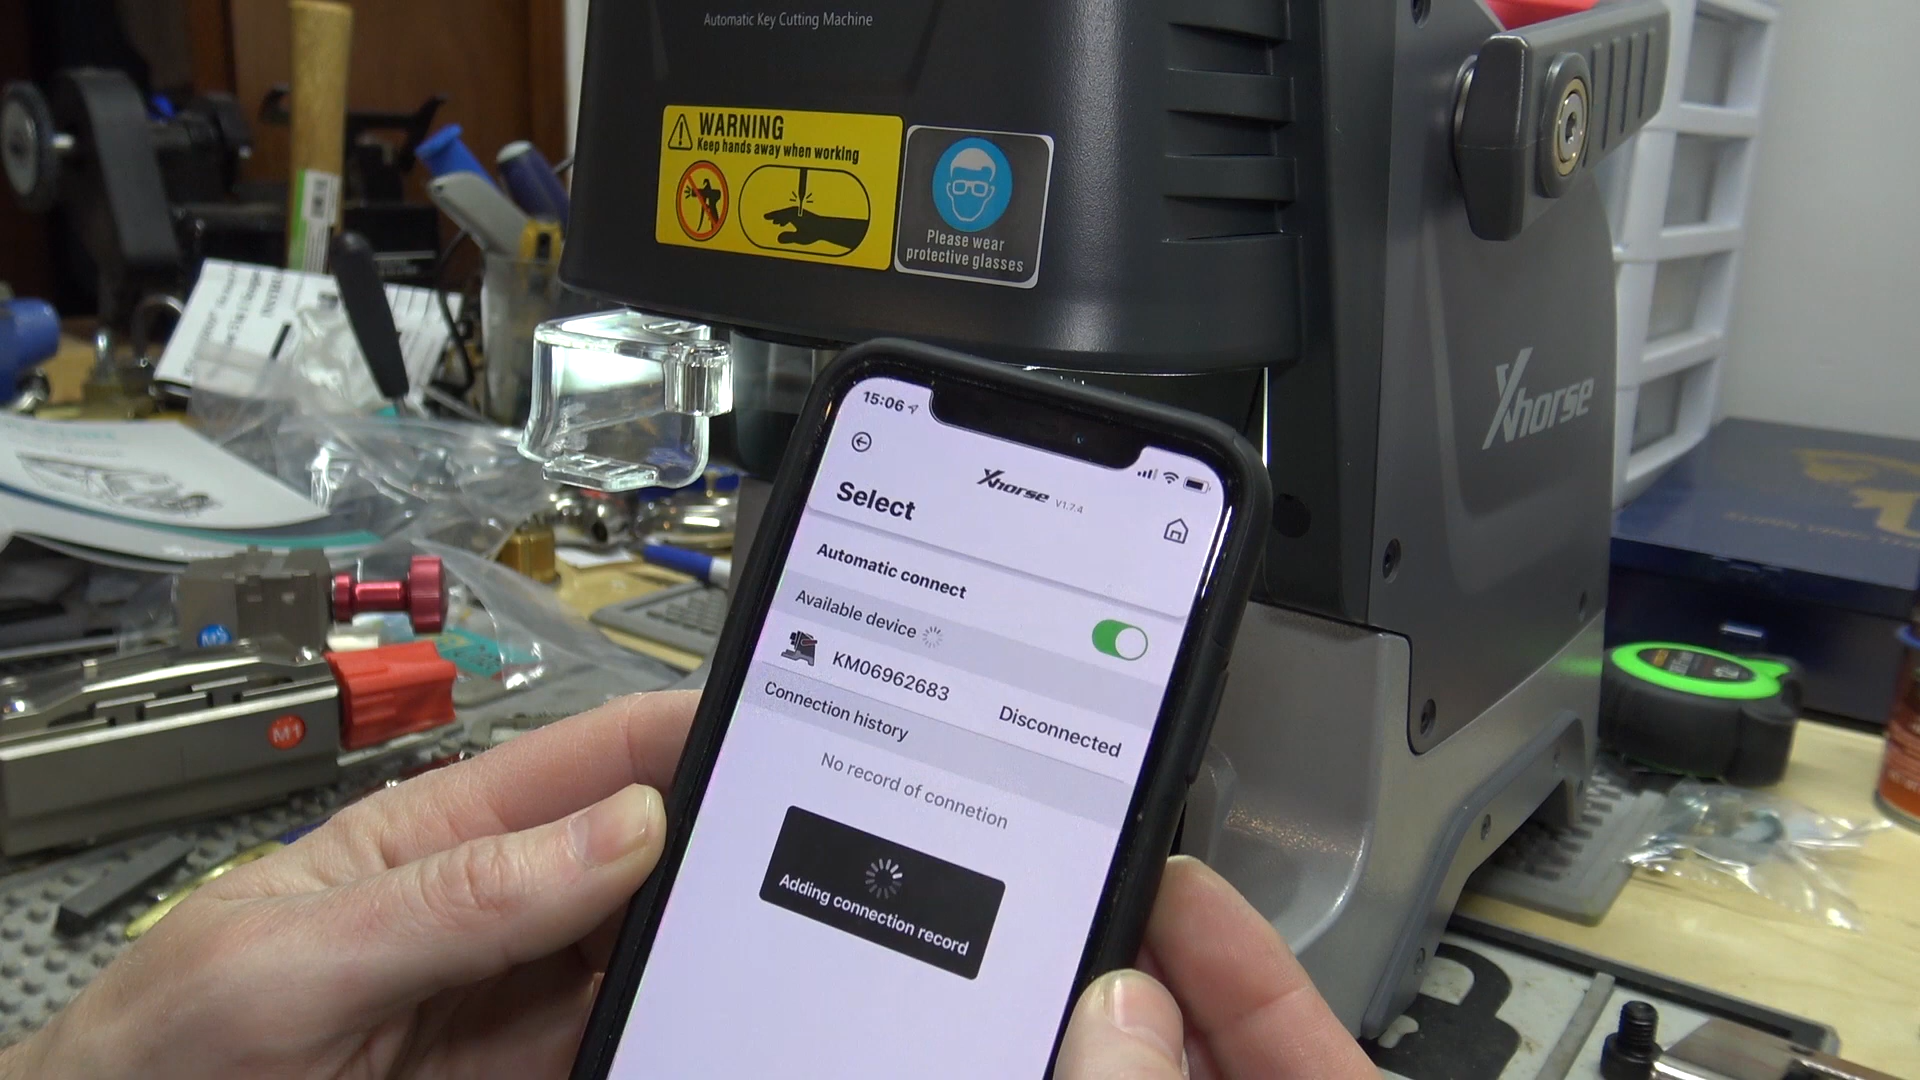 Automatic Key Cutting Machine
WARNING
Keep hands away when working
Please wear
protective glasses
Xhorse
15:06
Xhorse V1.7.4
Select
Automatic connect
Available device
KM06962683
Disconnected
Connection history
No record of connetion
Adding connection record
M5
M1